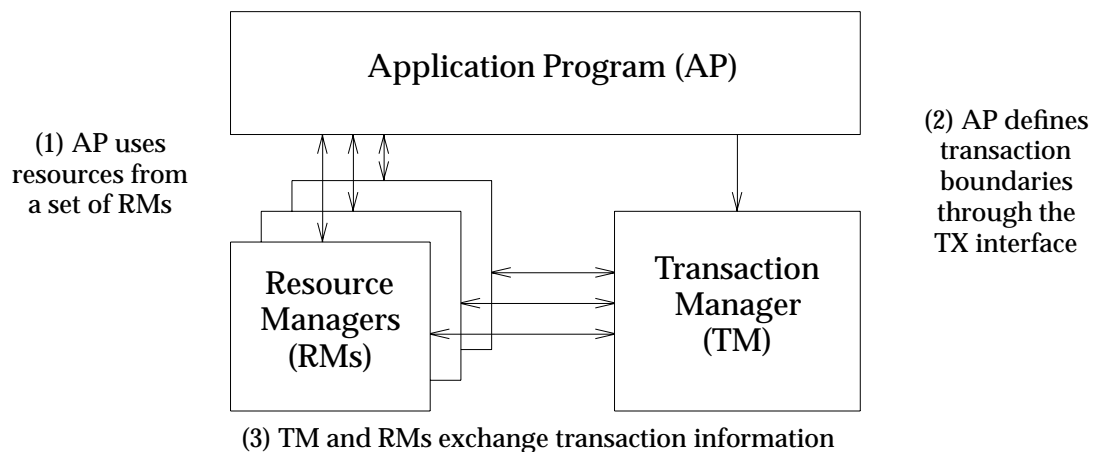 Application Program (AP)
(1) AP uses
resources from
a set of RMs
(2) AP defines
transaction
boundaries
through the
TX interface
Resource
Managers
(RMs)
Transaction
Manager
(TM)
(3) TM and RMs exchange transaction information